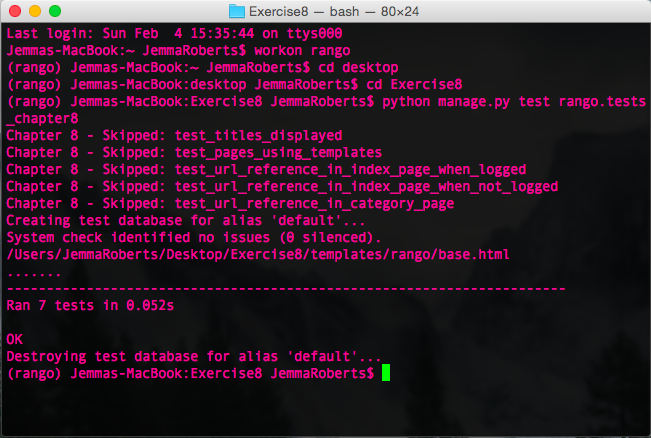 Exercise8 — bash — 80×24
Last login: Sun Feb  4 15:35:44 on ttys000
Jemmas-MacBook:~ JemmaRoberts$ workon rango
(rango) Jemmas-MacBook:~ JemmaRoberts$ cd desktop
(rango) Jemmas-MacBook:desktop JemmaRoberts$ cd Exercise8
(rango) Jemmas-MacBook:Exercise8 JemmaRoberts$ python manage.py test rango.tests
_chapter8
Chapter 8 - Skipped: test_titles_displayed
Chapter 8 - Skipped: test_pages_using_templates
Chapter 8 - Skipped: test_url_reference_in_index_page_when_logged
Chapter 8 - Skipped: test_url_reference_in_index_page_when_not_logged
Chapter 8 - Skipped: test_url_reference_in_category_page
Creating test database for alias 'default'...
System check identified no issues (0 silenced).
/Users/JemmaRoberts/Desktop/Exercise8/templates/rango/base.html
.......
----------------------------------------------------------------------
Ran 7 tests in 0.052s
OK
Destroying test database for alias 'default'...
(rango) Jemmas-MacBook:Exercise8 JemmaRoberts$